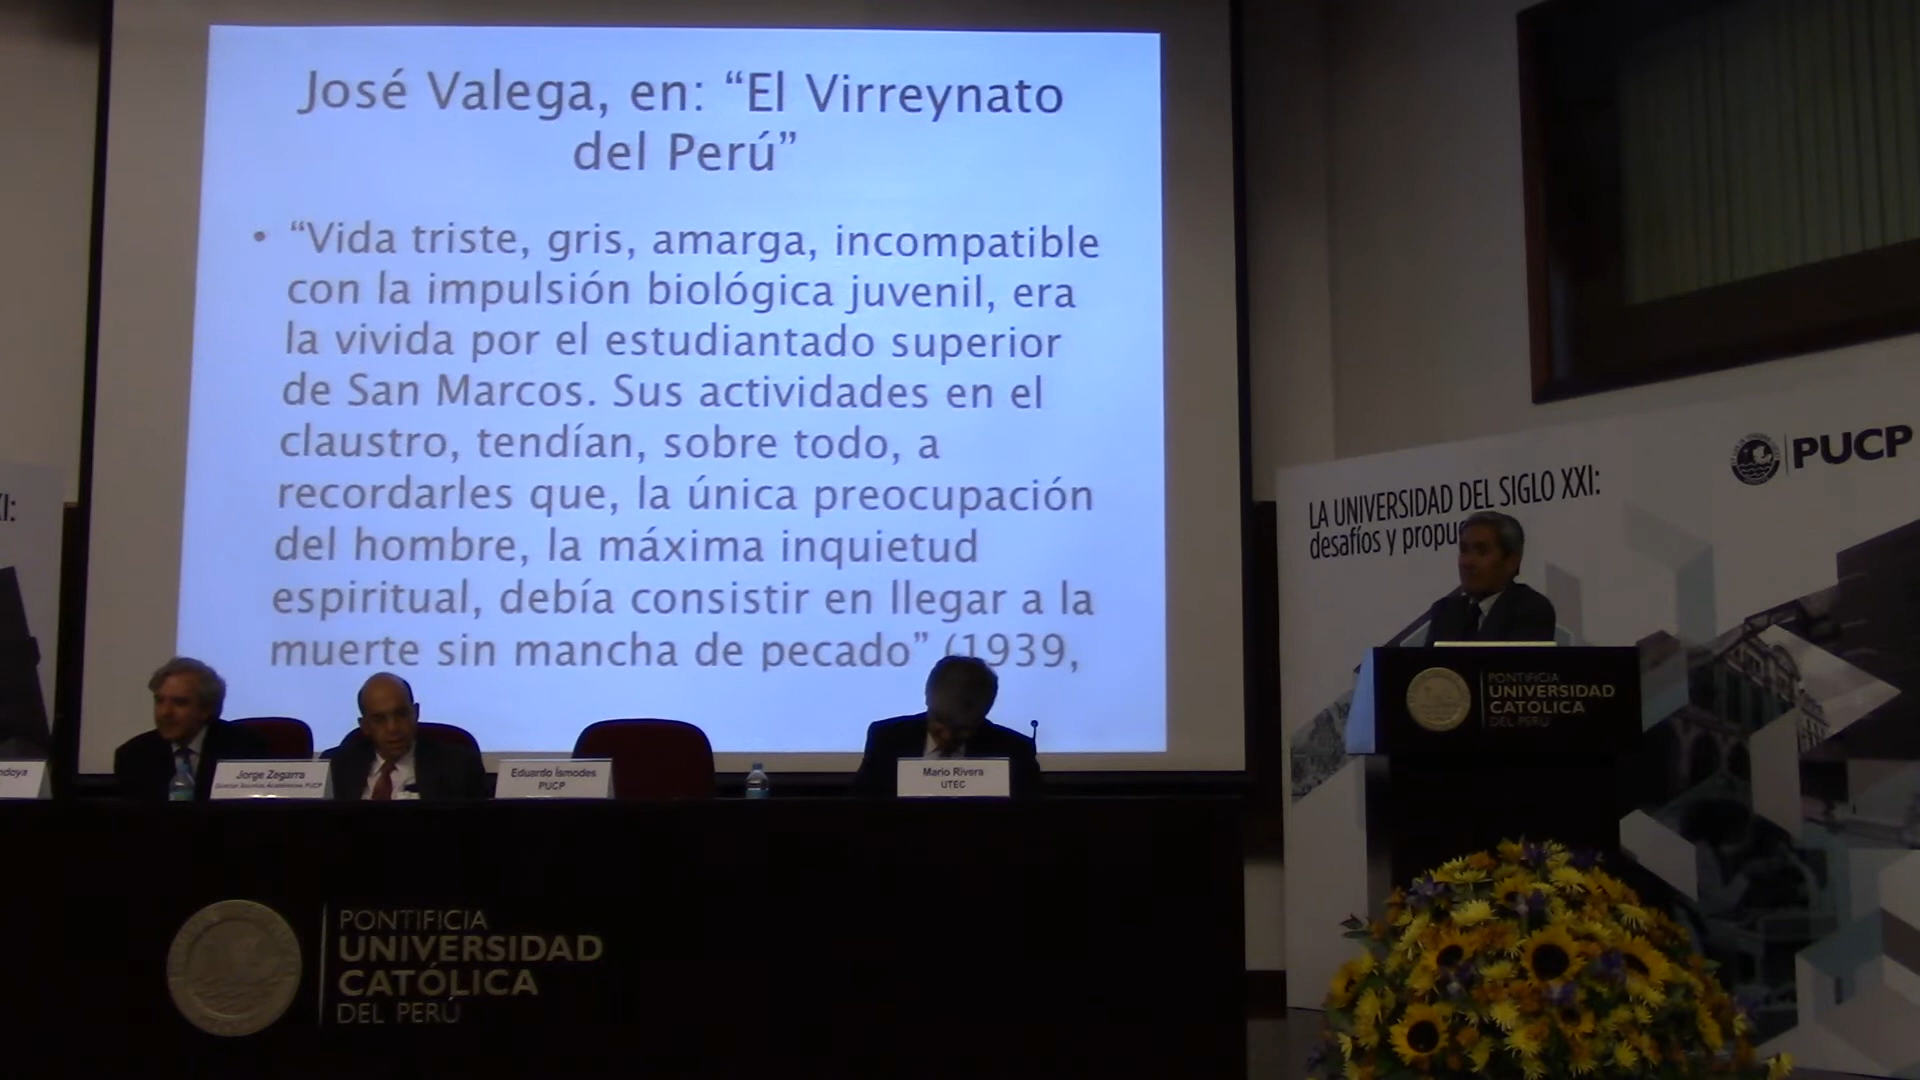 José Valega, en: “El Virreynato
del Perú”
• “Vida triste, gris, amarga, incompatible
con la impulsión biológica juvenil, era
la vivida por el estudiantado superior
de San Marcos. Sus actividades en el
claustro, tendían, sobre todo, a
recordarles que, la única preocupación
del hombre, la máxima inquietud
espiritual, debía consistir en llegar a la
muerte sin mancha de pecado” (1939,
PUCP
LA UNIVERSIDAD DEL SIGLO XXI:
desafíos y propu
XI:
PONTIFICIA
UNIVERSIDAD
CATOLICA
DEL PERÚ
ndoya
Jorge Zegarra
Eduardo Ísmodes
PUCP
Mario Rivera
UTEC
PONTIFICIA
UNIVERSIDAD
CATÓLICA
DEL PERÚ